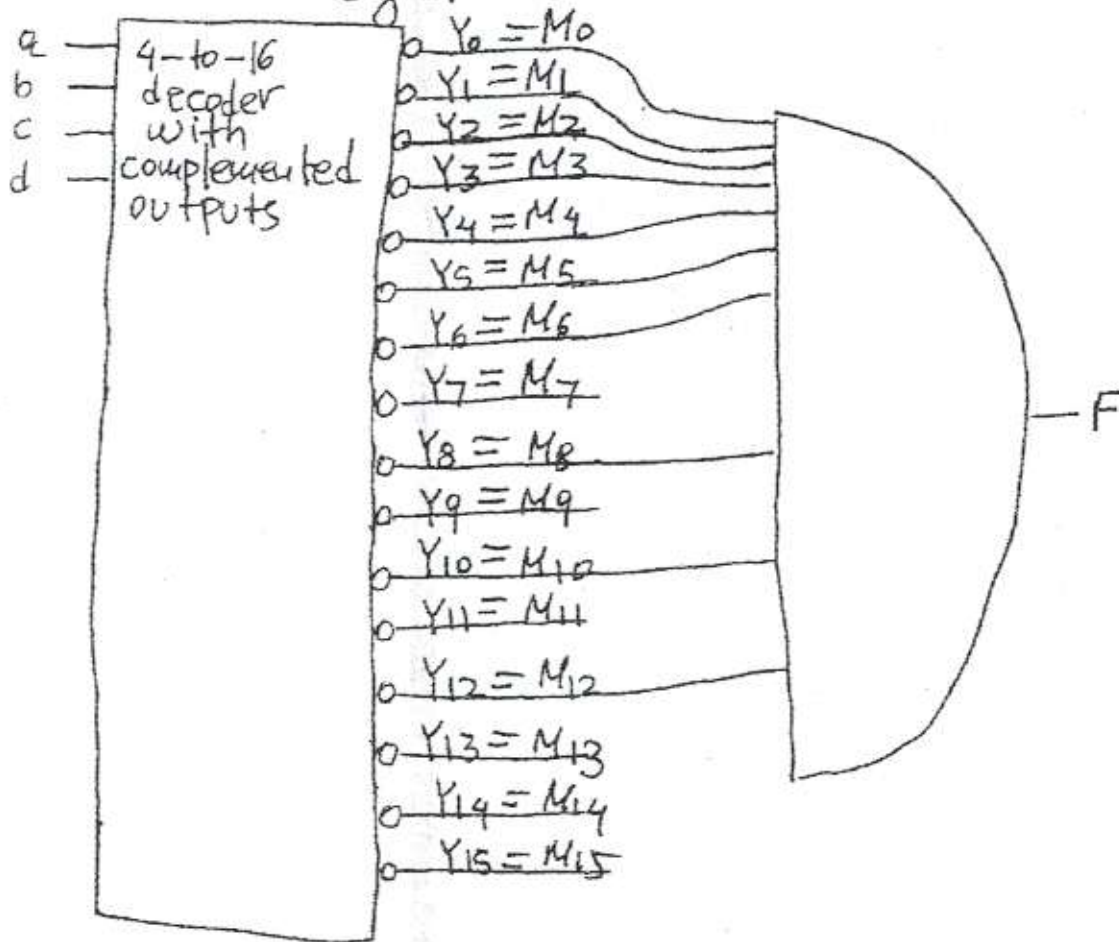 a
b
c
d
4-to-16
decoder
with
complemented
outputs
Y0 = M0
Y1 = M1
Y2 = M2
Y3 = M3
Y4 = M4
Y5 = M5
Y6 = M6
Y7 = M7
Y8 = M8
Y9 = M9
Y10 = M10
Y11 = M11
Y12 = M12
Y13 = M13
Y14 = M14
Y15 = M15
F